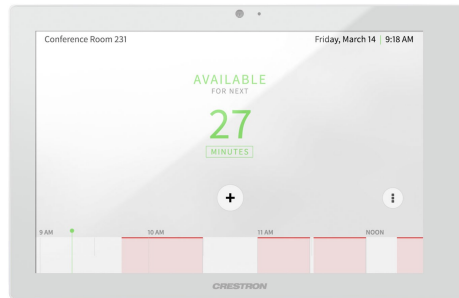 Conference Room 231
Friday, March 14 | 9:18 AM
AVAILABLE
FOR NEXT
27
MINUTES
9 AM
10 AM
11 AM
NOON
CRESTRON